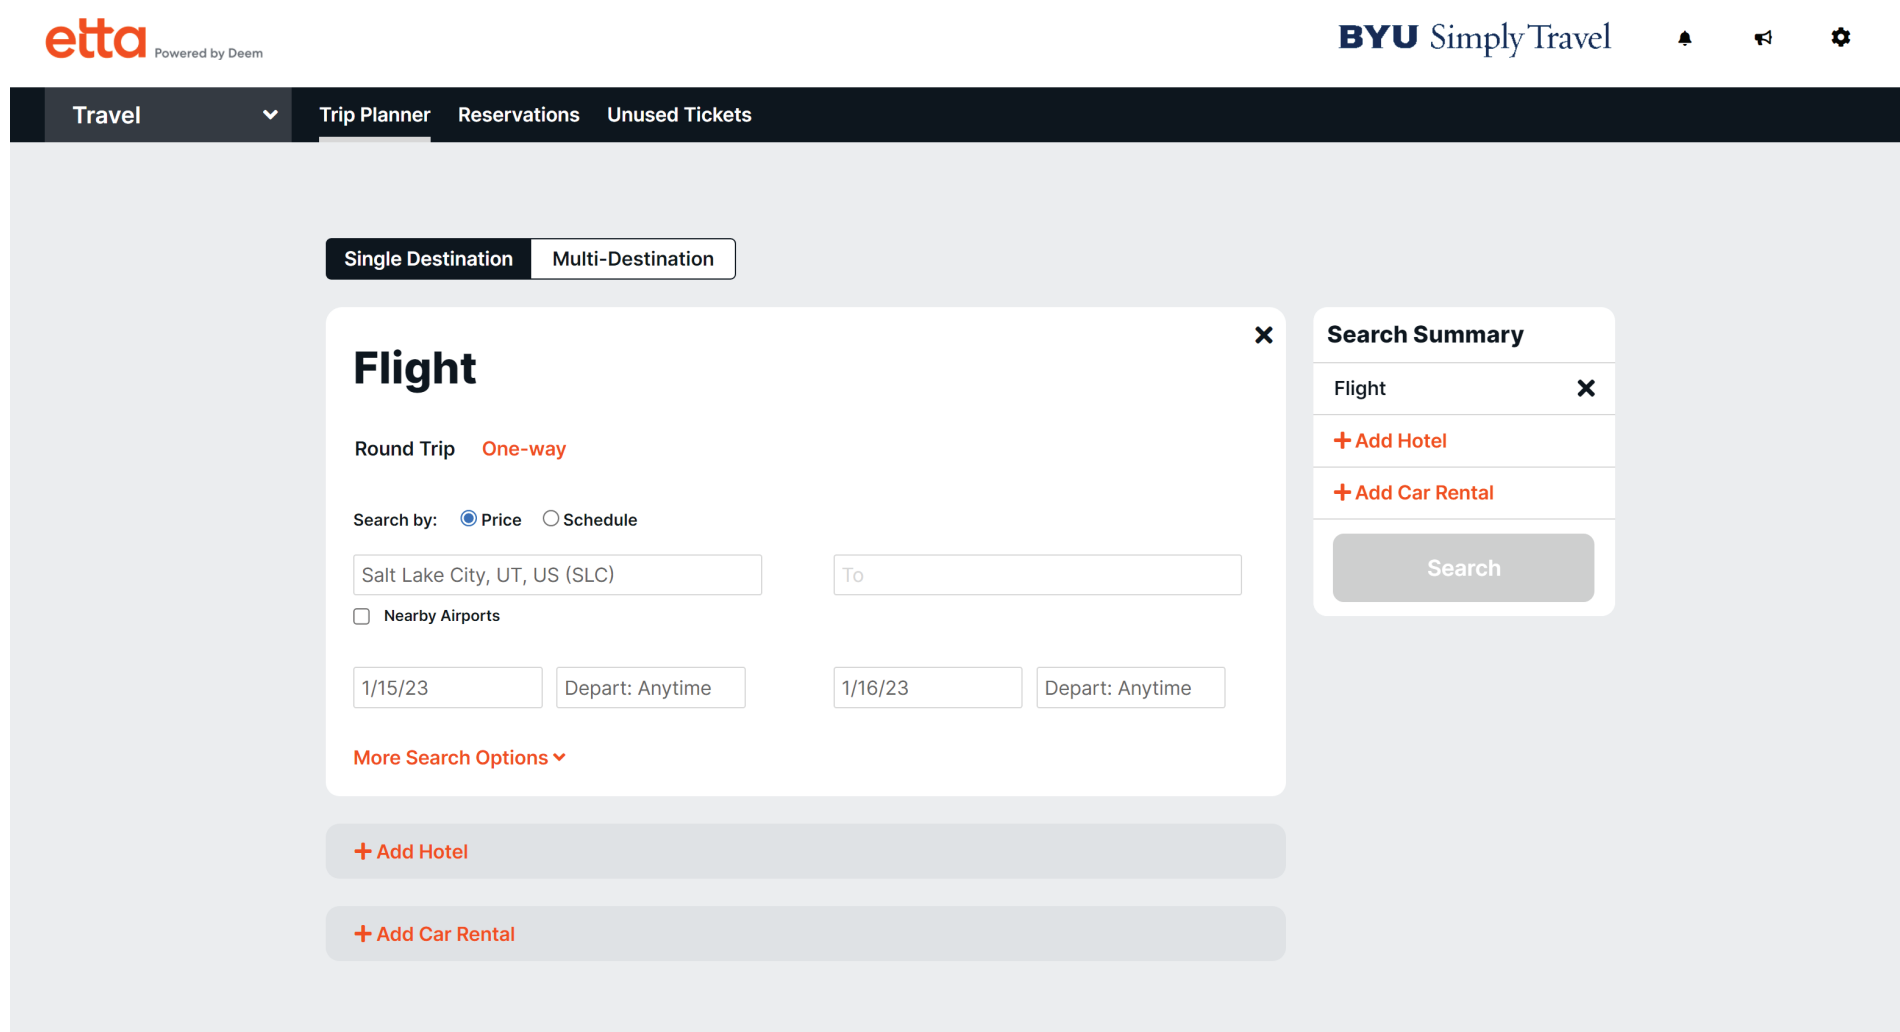 etta Powered by Deem
BYU Simply Travel
Travel Trip Planner Reservations Unused Tickets
Single Destination Multi-Destination
Flight
Round Trip One-way
Search by: Price Schedule
Salt Lake City, UT, US (SLC) To
Nearby Airports
1/15/23 Depart: Anytime 1/16/23 Depart: Anytime
More Search Options
+ Add Hotel
+ Add Car Rental
Search Summary
Flight
+ Add Hotel
+ Add Car Rental
Search